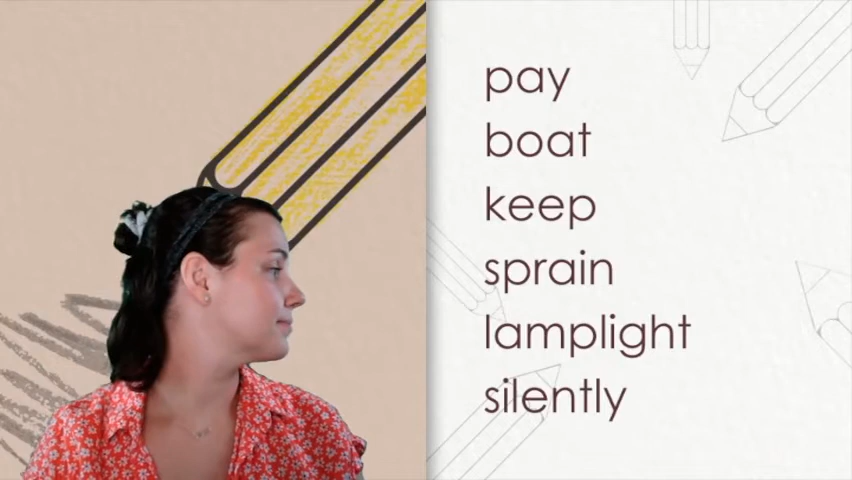 pay
boat
keep
sprain
lamplight
silently